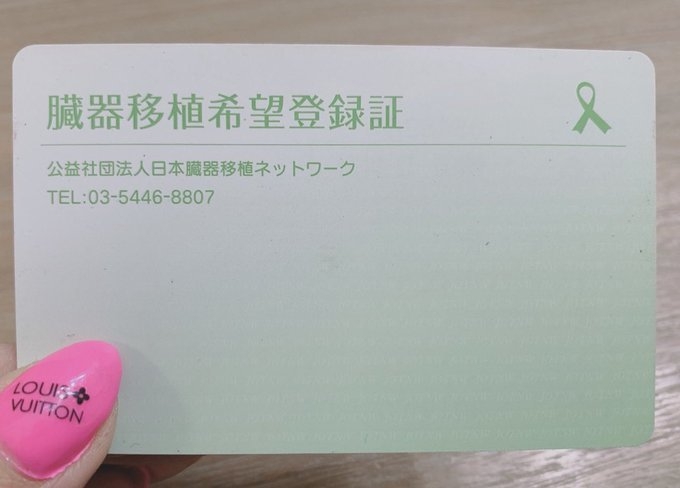 臓器移植希望登録証
公益社団法人日本臓器移植ネットワーク
TEL:03-5446-8807
LOUIS
VUITTON